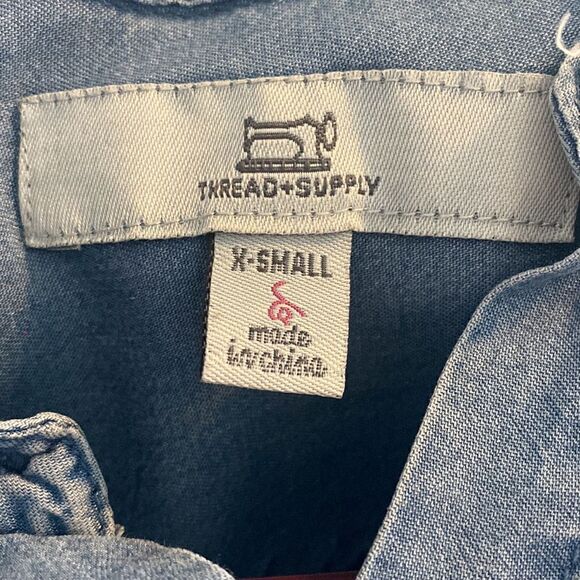 THREAD+SUPPLY
X-SMALL
made
in china.